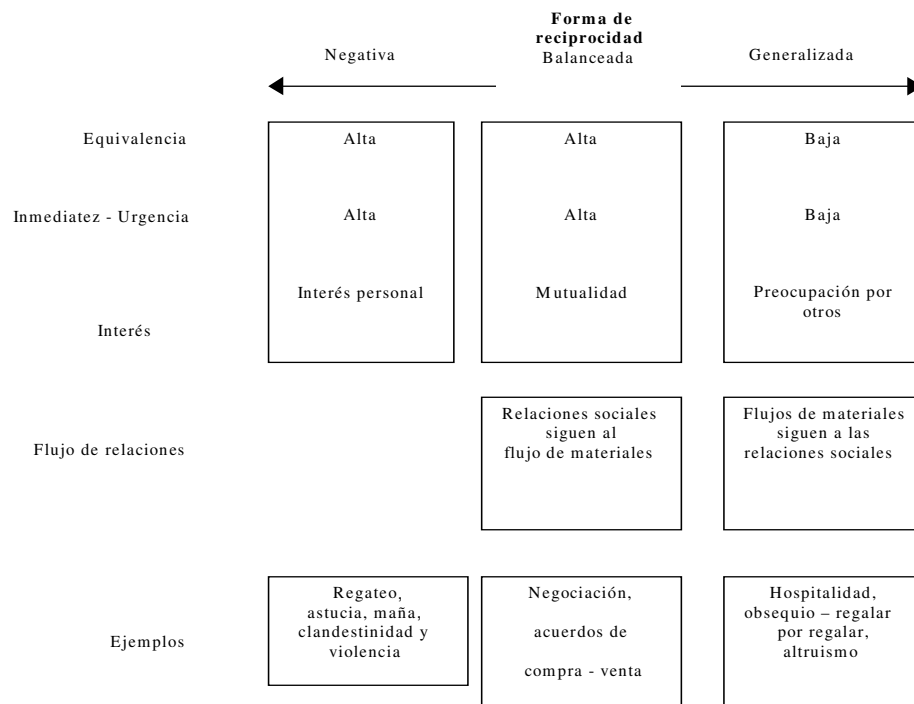 Forma de
reciprocidad
Negativa
Balanceada
Generalizada
Equivalencia
Alta
Alta
Baja
Inmediatez - Urgencia
Alta
Alta
Baja
Interés
Interés personal
Mutualidad
Preocupación por
otros
Flujo de relaciones
Relaciones sociales
siguen al
flujo de materiales
Flujos de materiales
siguen a las
relaciones sociales
Ejemplos
Regateo,
astucia, maña,
clandestinidad y
violencia
Negociación,
acuerdos de
compra - venta
Hospitalidad,
obsequio – regalar
por regalar,
altruismo